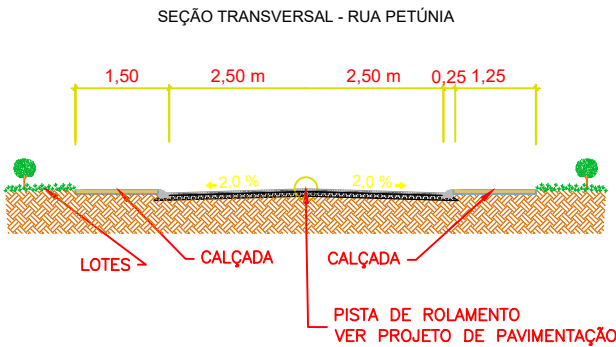 SEÇÃO TRANSVERSAL - RUA PETÚNIA
1,50 2,50 m 2,50 m 0,25 1,25
2,0 % 2,0 %
LOTES CALÇADA CALÇADA
PISTA DE ROLAMENTO
VER PROJETO DE PAVIMENTAÇÃO